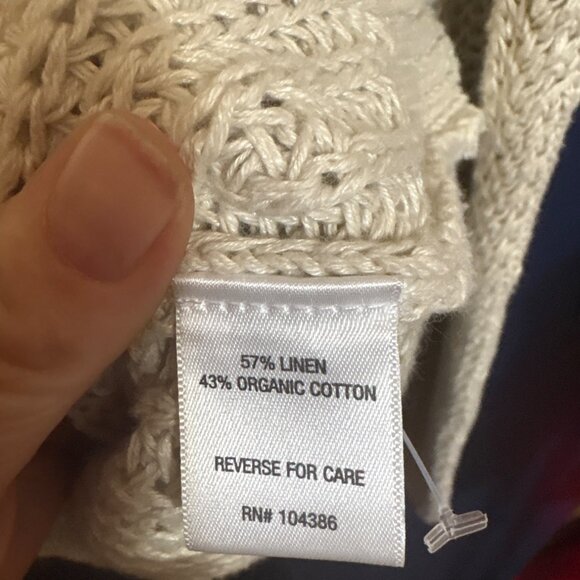 57% LINEN
43% ORGANIC COTTON
REVERSE FOR CARE
RN# 104386